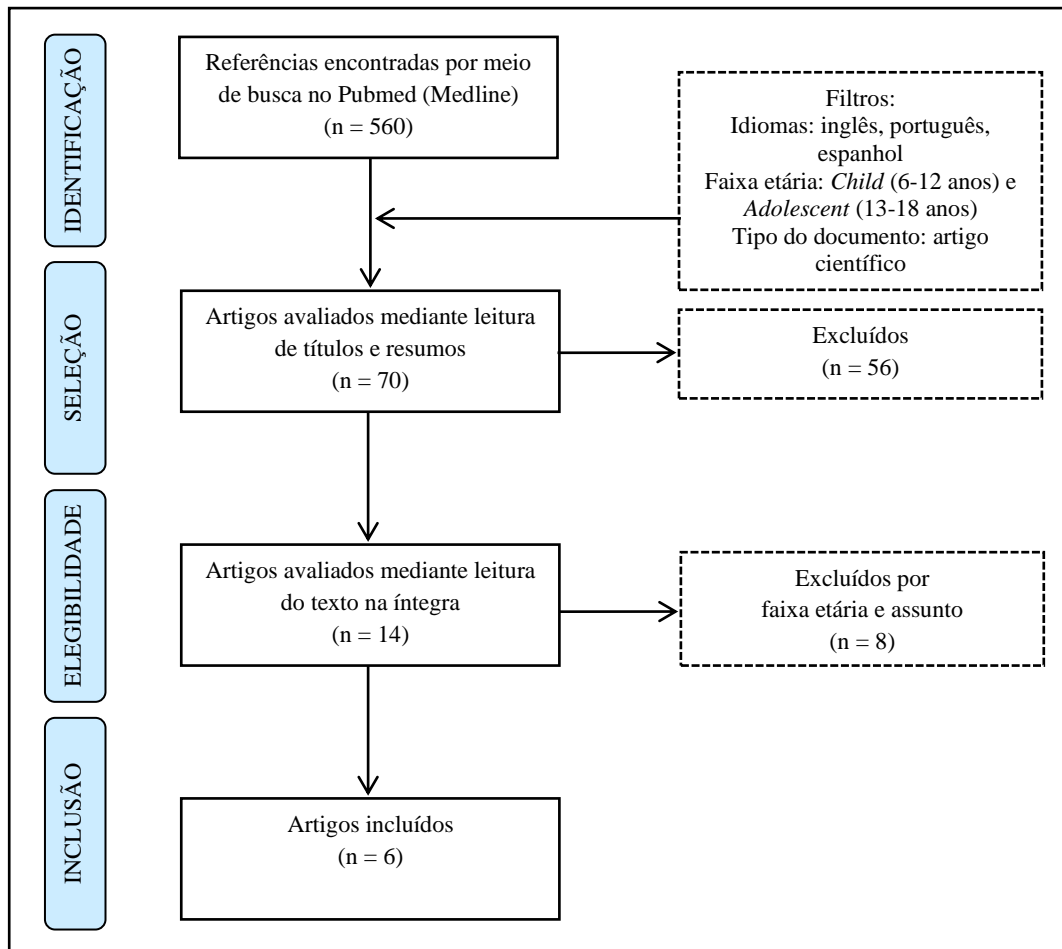 IDENTIFICAÇÃO
Referências encontradas por meio
de busca no Pubmed (Medline)
(n = 560)
Filtros:
Idiomas: inglês, português,
espanhol
Faixa etária: Child (6-12 anos) e
Adolescent (13-18 anos)
Tipo do documento: artigo
científico
SELEÇÃO
Artigos avaliados mediante leitura
de títulos e resumos
(n = 70)
Excluídos
(n = 56)
ELEGIBILIDADE
Artigos avaliados mediante leitura
do texto na íntegra
(n = 14)
Excluídos por
faixa etária e assunto
(n = 8)
INCLUSÃO
Artigos incluídos
(n = 6)